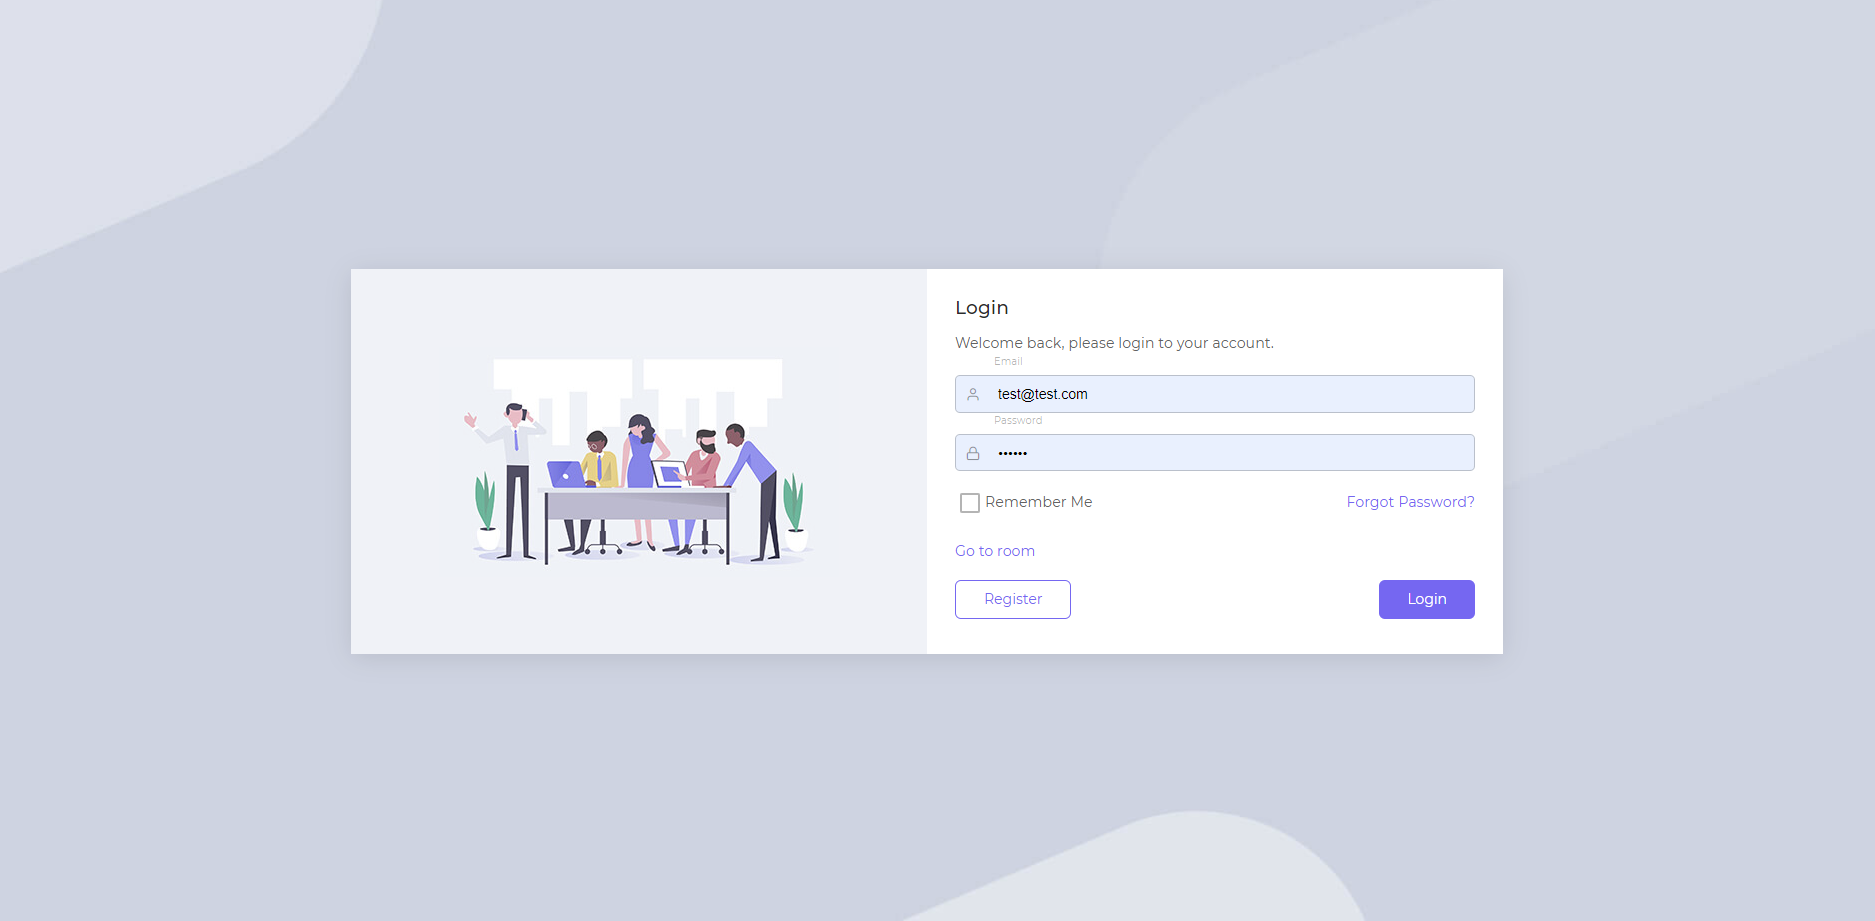 Login
Welcome back, please login to your account.
Email
test@test.com
Password
••••••
Remember Me
Forgot Password?
Go to room
Register
Login